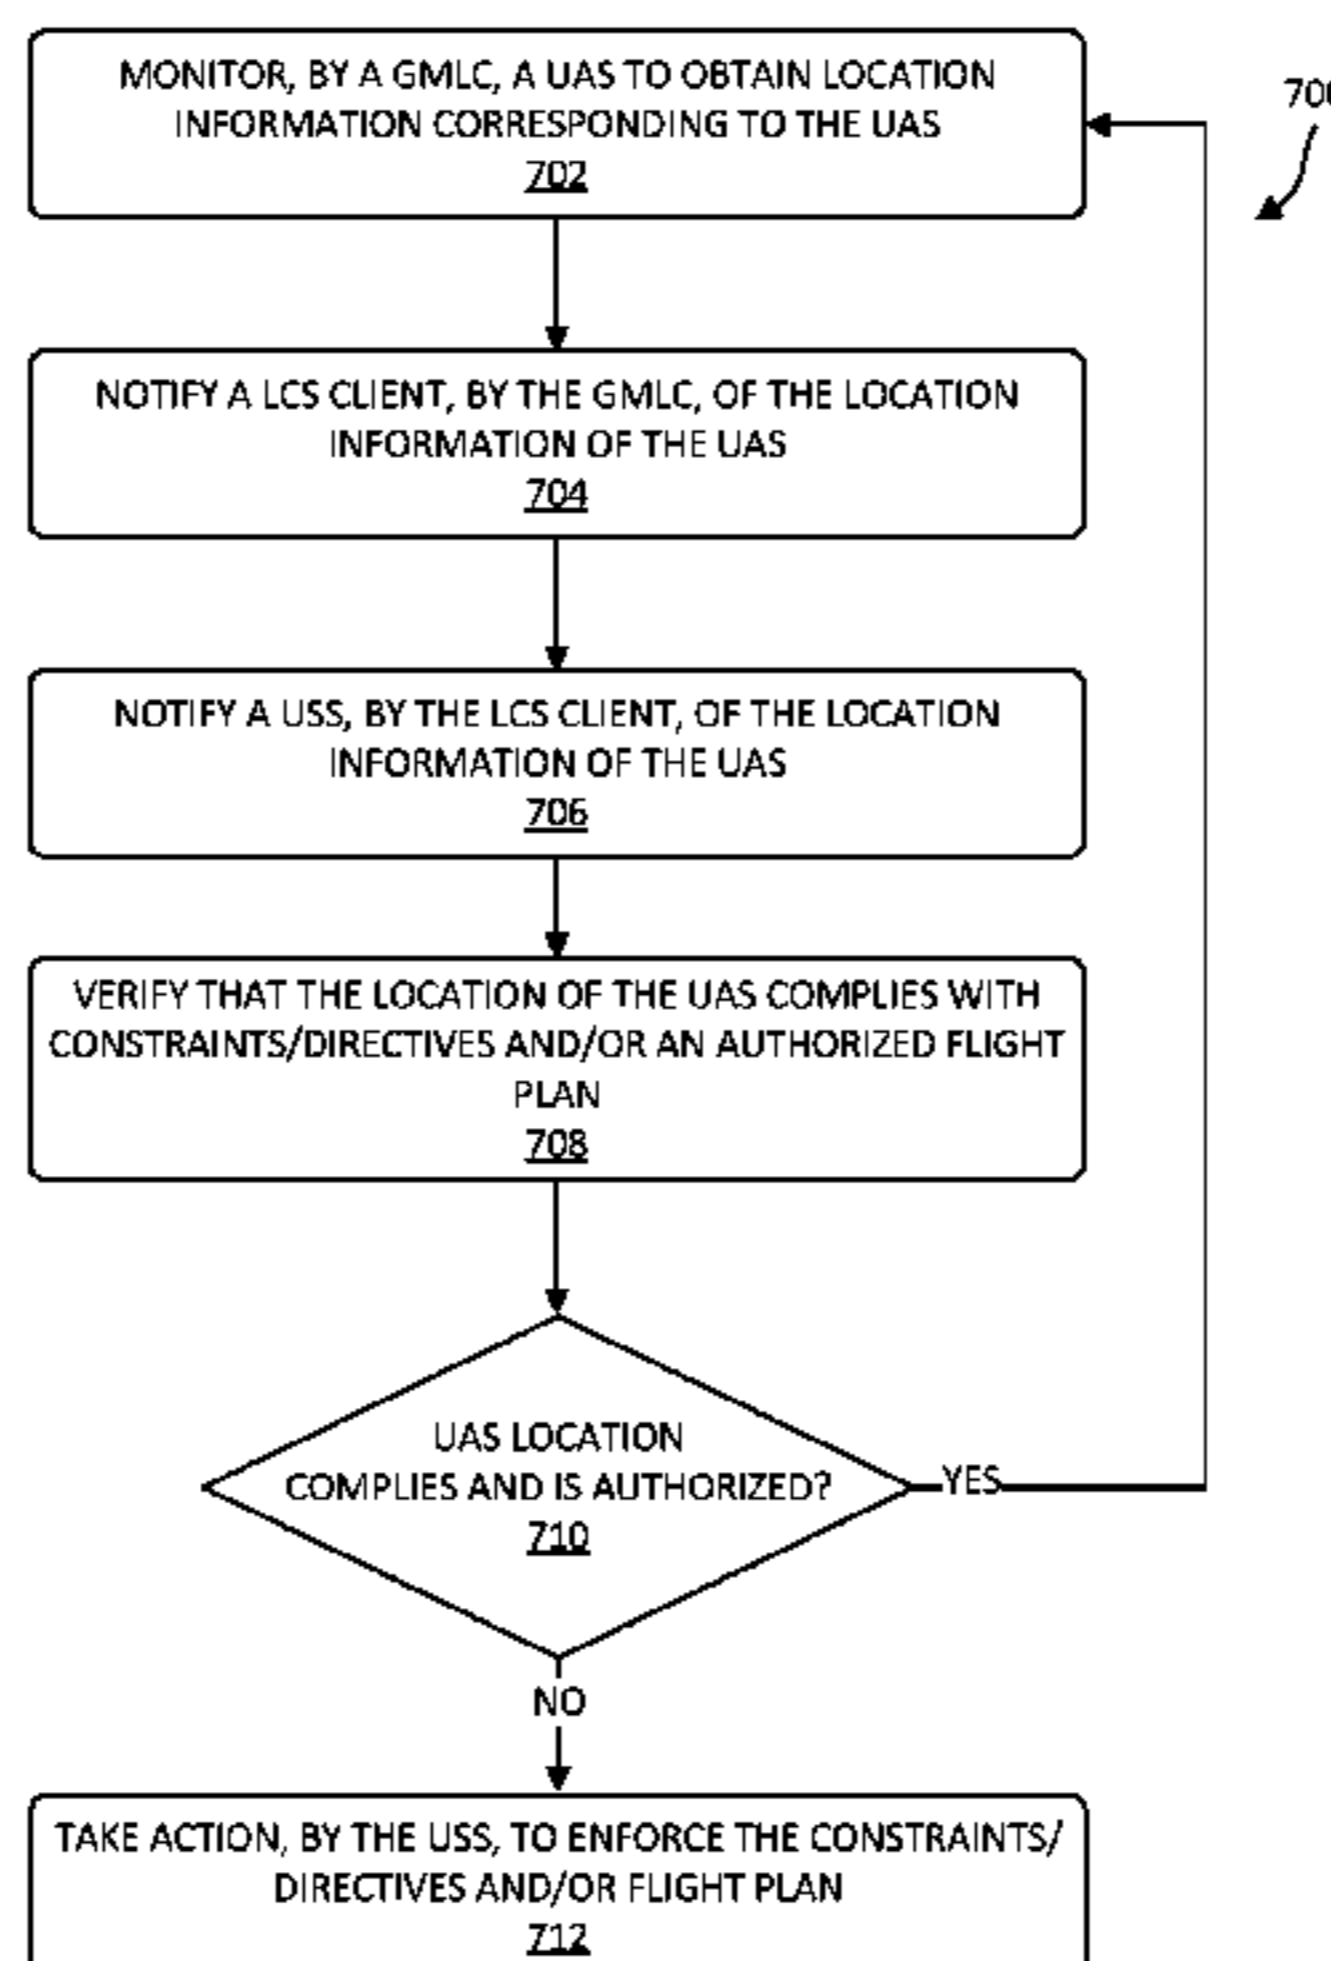 MONITOR, BY A GMLC, A UAS TO OBTAIN LOCATION
INFORMATION CORRESPONDING TO THE UAS
702
700
NOTIFY A LCS CLIENT, BY THE GMLC, OF THE LOCATION
INFORMATION OF THE UAS
704
NOTIFY A USS, BY THE LCS CLIENT, OF THE LOCATION
INFORMATION OF THE UAS
706
VERIFY THAT THE LOCATION OF THE UAS COMPLIES WITH
CONSTRAINTS/DIRECTIVES AND/OR AN AUTHORIZED FLIGHT
PLAN
708
UAS LOCATION
COMPLIES AND IS AUTHORIZED?
710
YES
NO
TAKE ACTION, BY THE USS, TO ENFORCE THE CONSTRAINTS/
DIRECTIVES AND/OR FLIGHT PLAN
712